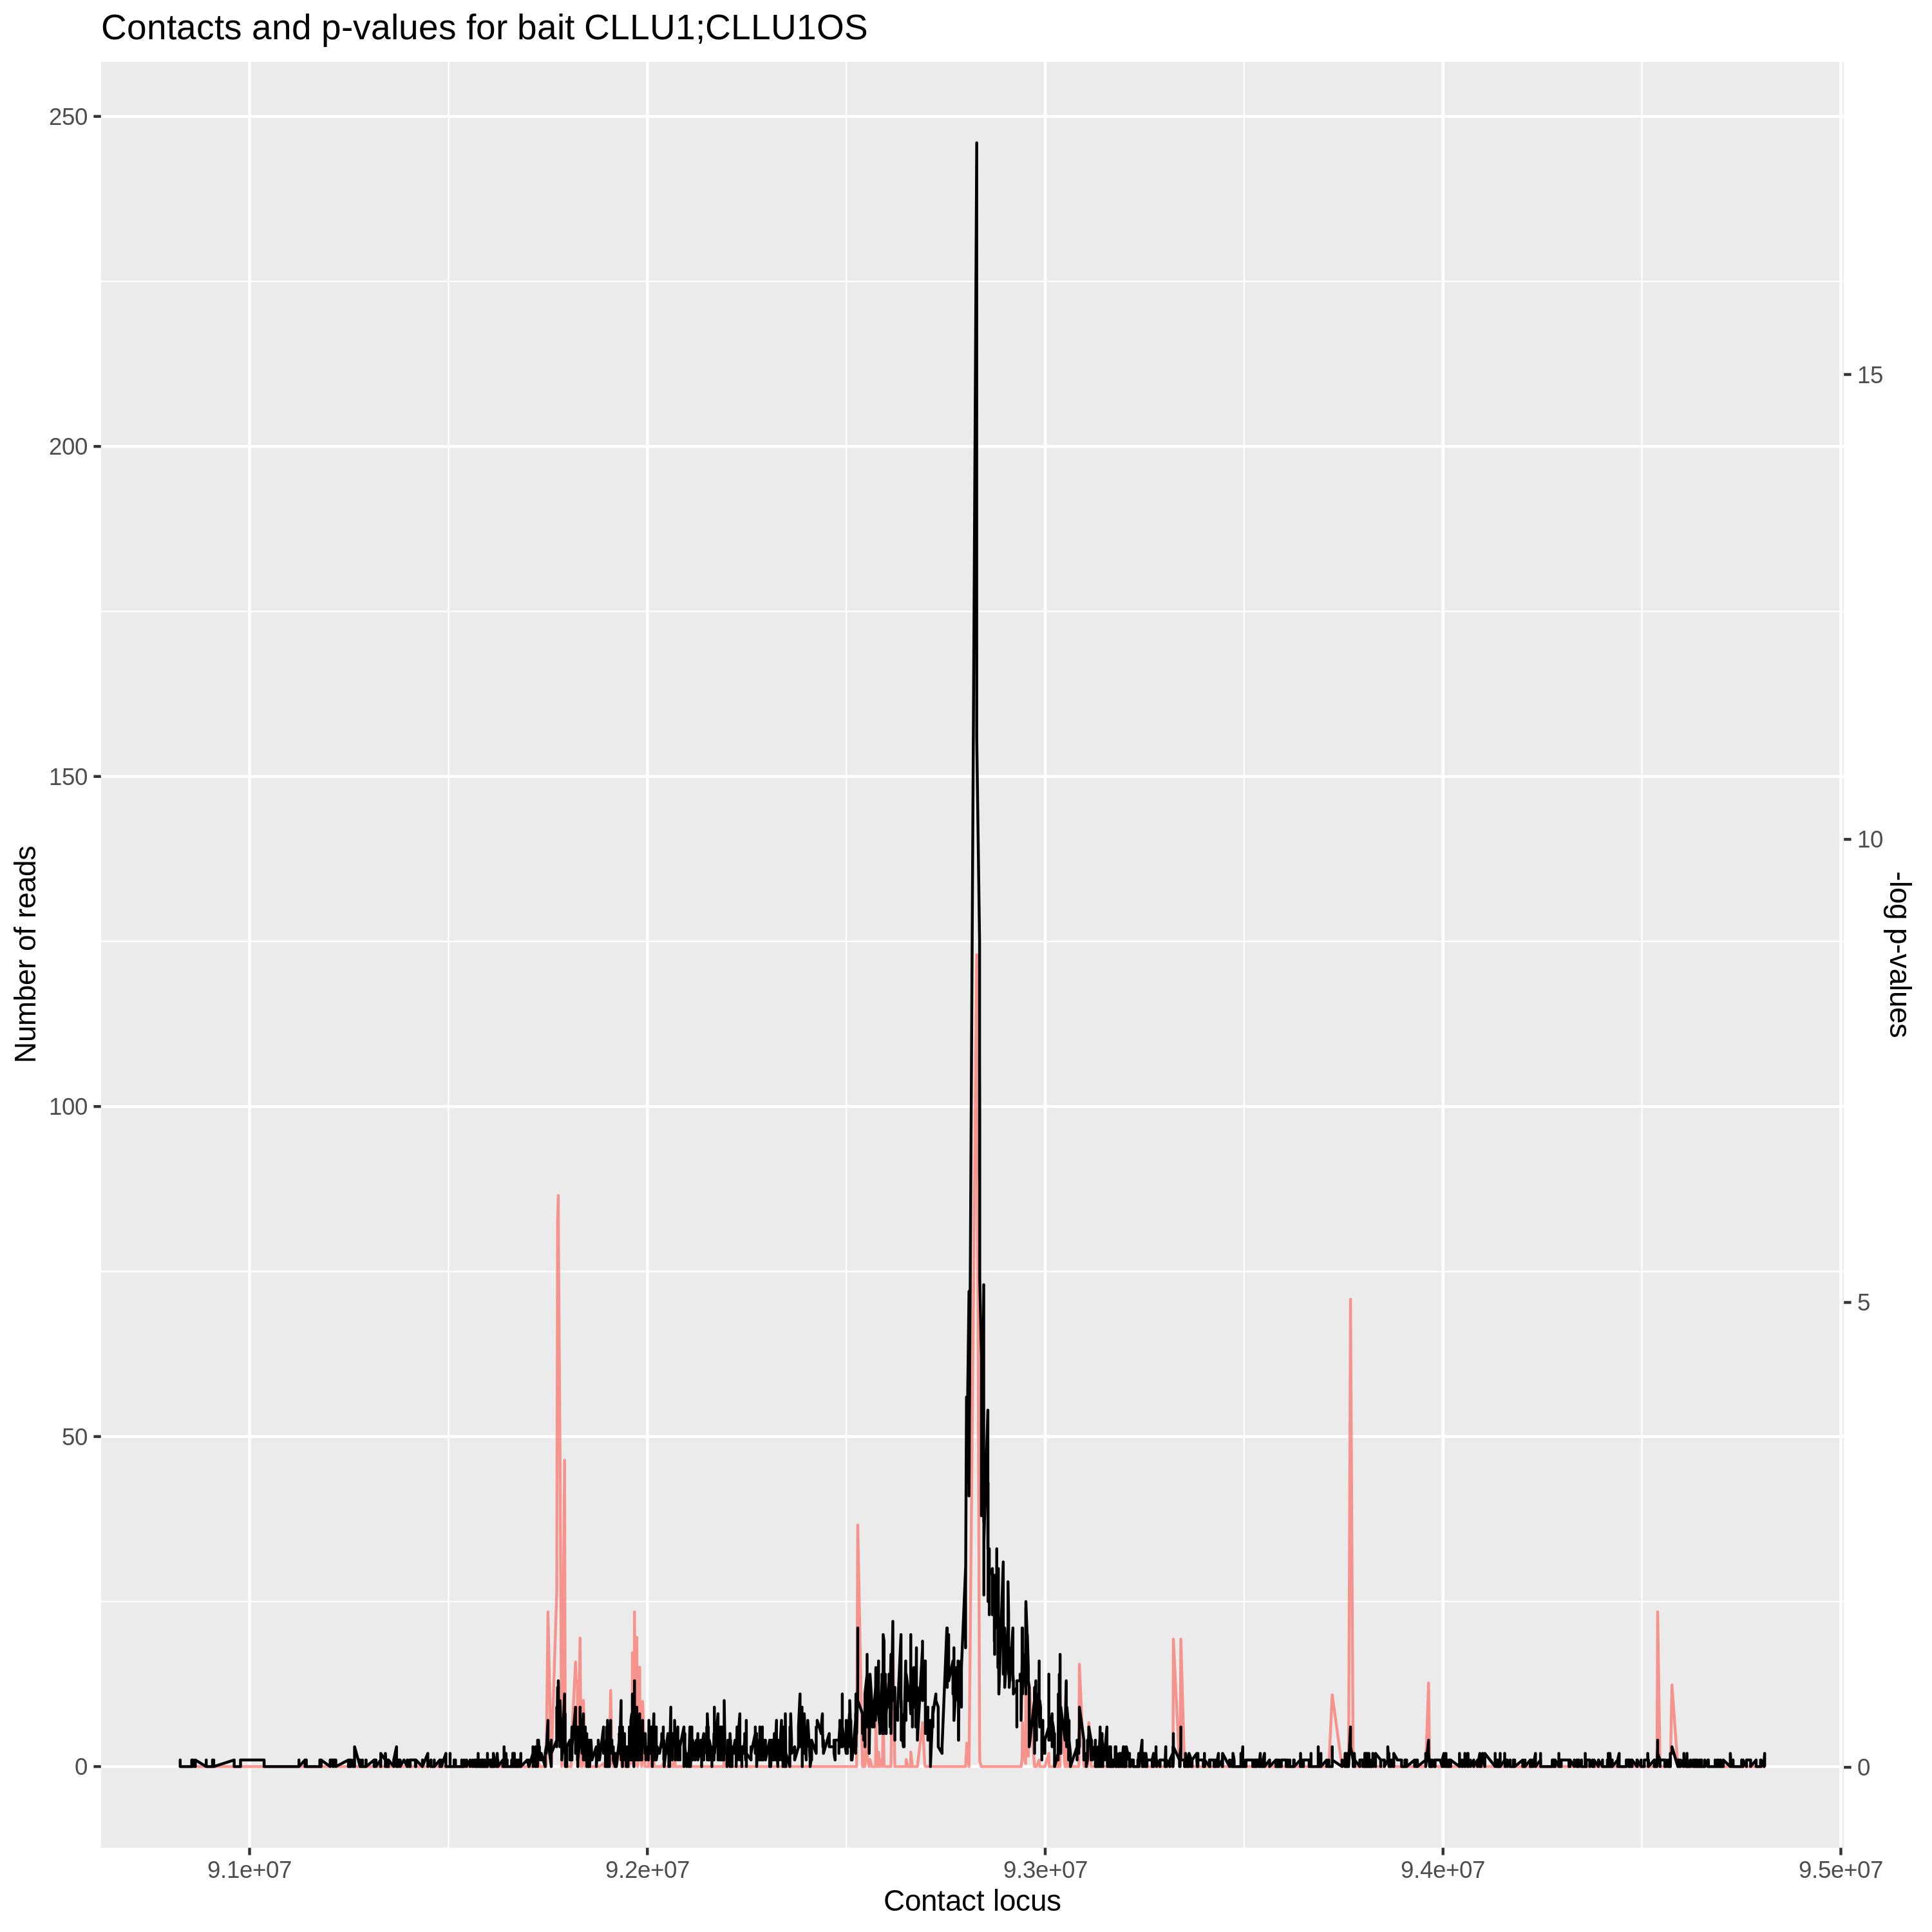 Contacts and p-values for bait CLLU1;CLLU1OS
250
200
150
100
50
0
Number of reads
15
10
5
0
-log p-values
9.1e+07
9.2e+07
9.3e+07
9.4e+07
9.5e+07
Contact locus